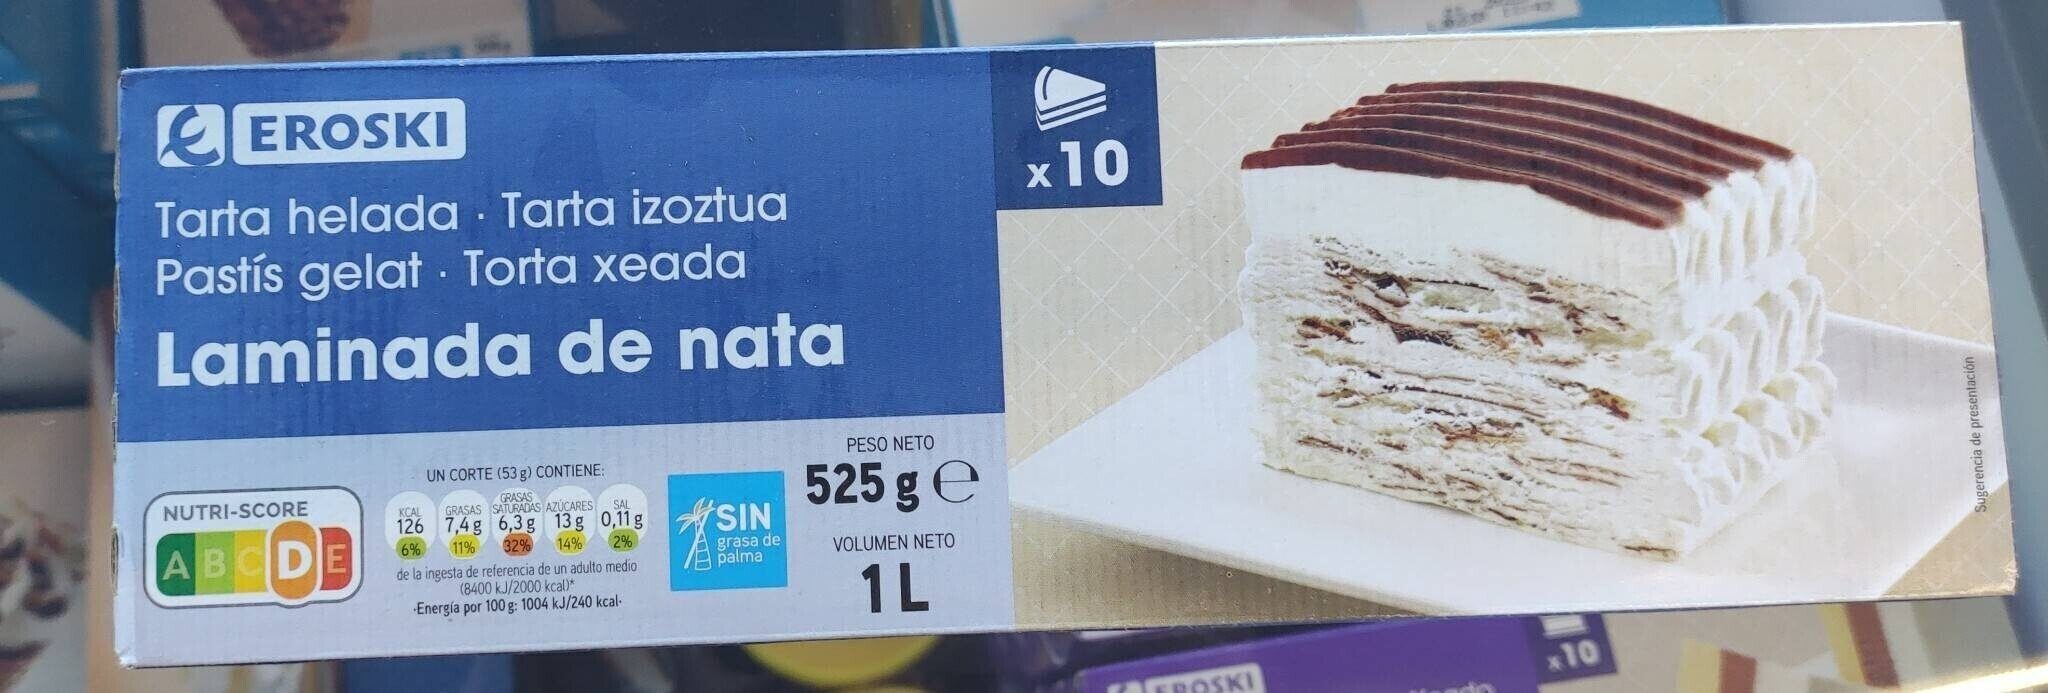 EROSKI
Tarta helada · Tarta izoztua
Pastís gelat · Torta xeada
Laminada de nata
x10
NUTRI-SCORE
A B C D E
UN CORTE (53 g) CONTIENE:
KCAL 126 6%
GRASAS 7,4 g 11%
GRASAS SATURADAS 6,3 g 32%
AZÚCARES 13 g 14%
SAL 0,11 g 2%
de la ingesta de referencia de un adulto medio
(8400 kJ/2000 kcal)*
·Energía por 100 g: 1004 kJ/240 kcal·
SIN
grasa de
palma
PESO NETO
525 g e
VOLUMEN NETO
1 L
Sugerencia de presentación
EROSKI
x10